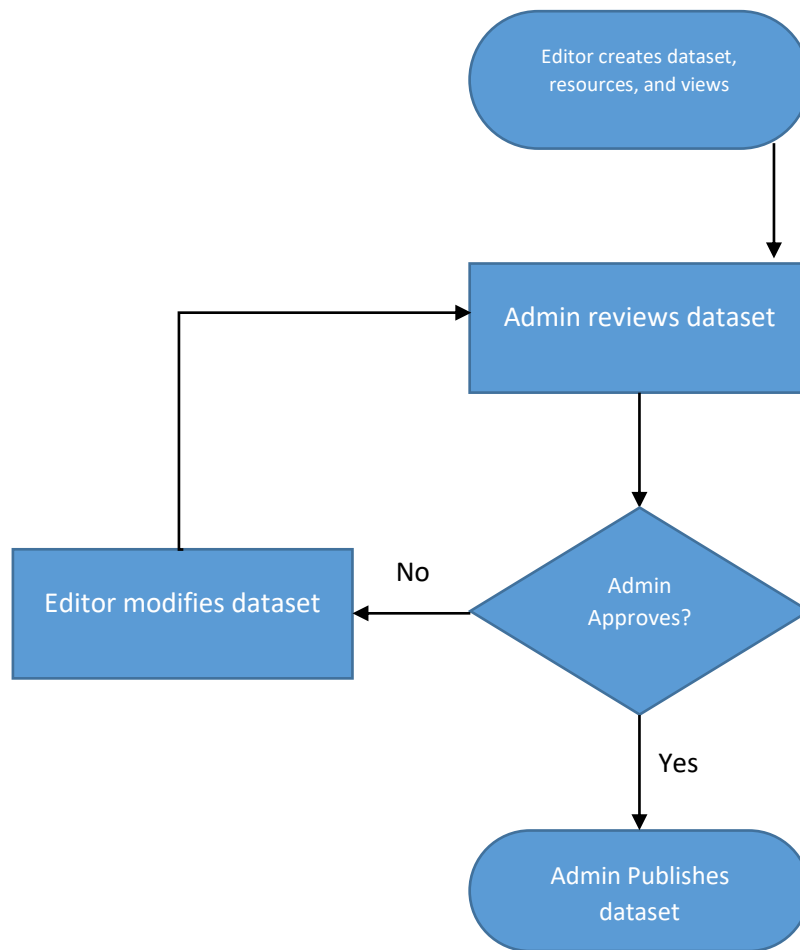 Editor creates dataset,
resources, and views
Admin reviews dataset
No
Editor modifies dataset
Admin
Approves?
Yes
Admin Publishes
dataset